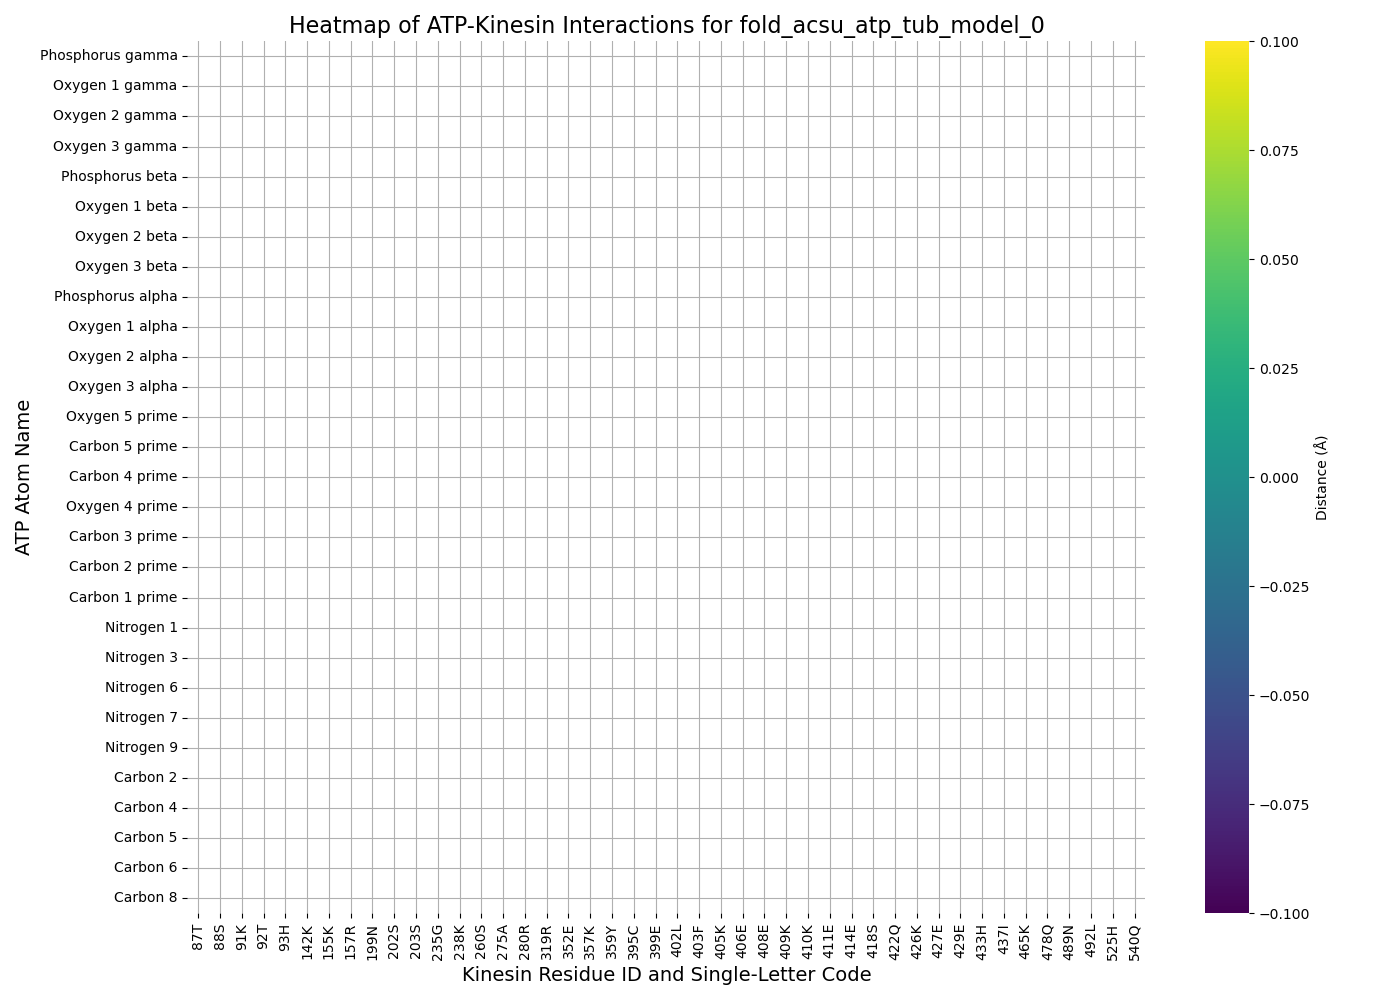 Heatmap of ATP-Kinesin Interactions for fold_acsu_atp_tub_model_0
Phosphorus gamma
Oxygen 1 gamma
Oxygen 2 gamma
Oxygen 3 gamma
Phosphorus beta
Oxygen 1 beta
Oxygen 2 beta
Oxygen 3 beta
Phosphorus alpha
Oxygen 1 alpha
Oxygen 2 alpha
Oxygen 3 alpha
Oxygen 5 prime
Carbon 5 prime
Carbon 4 prime
Oxygen 4 prime
Carbon 3 prime
Carbon 2 prime
Carbon 1 prime
Nitrogen 1
Nitrogen 3
Nitrogen 6
Nitrogen 7
Nitrogen 9
Carbon 2
Carbon 4
Carbon 5
Carbon 6
Carbon 8
ATP Atom Name
87T
88S
91K
92T
93H
142K
155K
157R
199N
202S
203S
235G
238K
260S
275A
280R
319R
352E
357K
359Y
395C
399E
402L
403F
405K
406E
408E
409K
410K
411E
414E
418S
422Q
426K
427E
429E
433H
437I
465K
478Q
489N
492L
525H
540Q
Kinesin Residue ID and Single-Letter Code
0.100
0.075
0.050
0.025
0.000
−0.025
−0.050
−0.075
−0.100
Distance (Å)